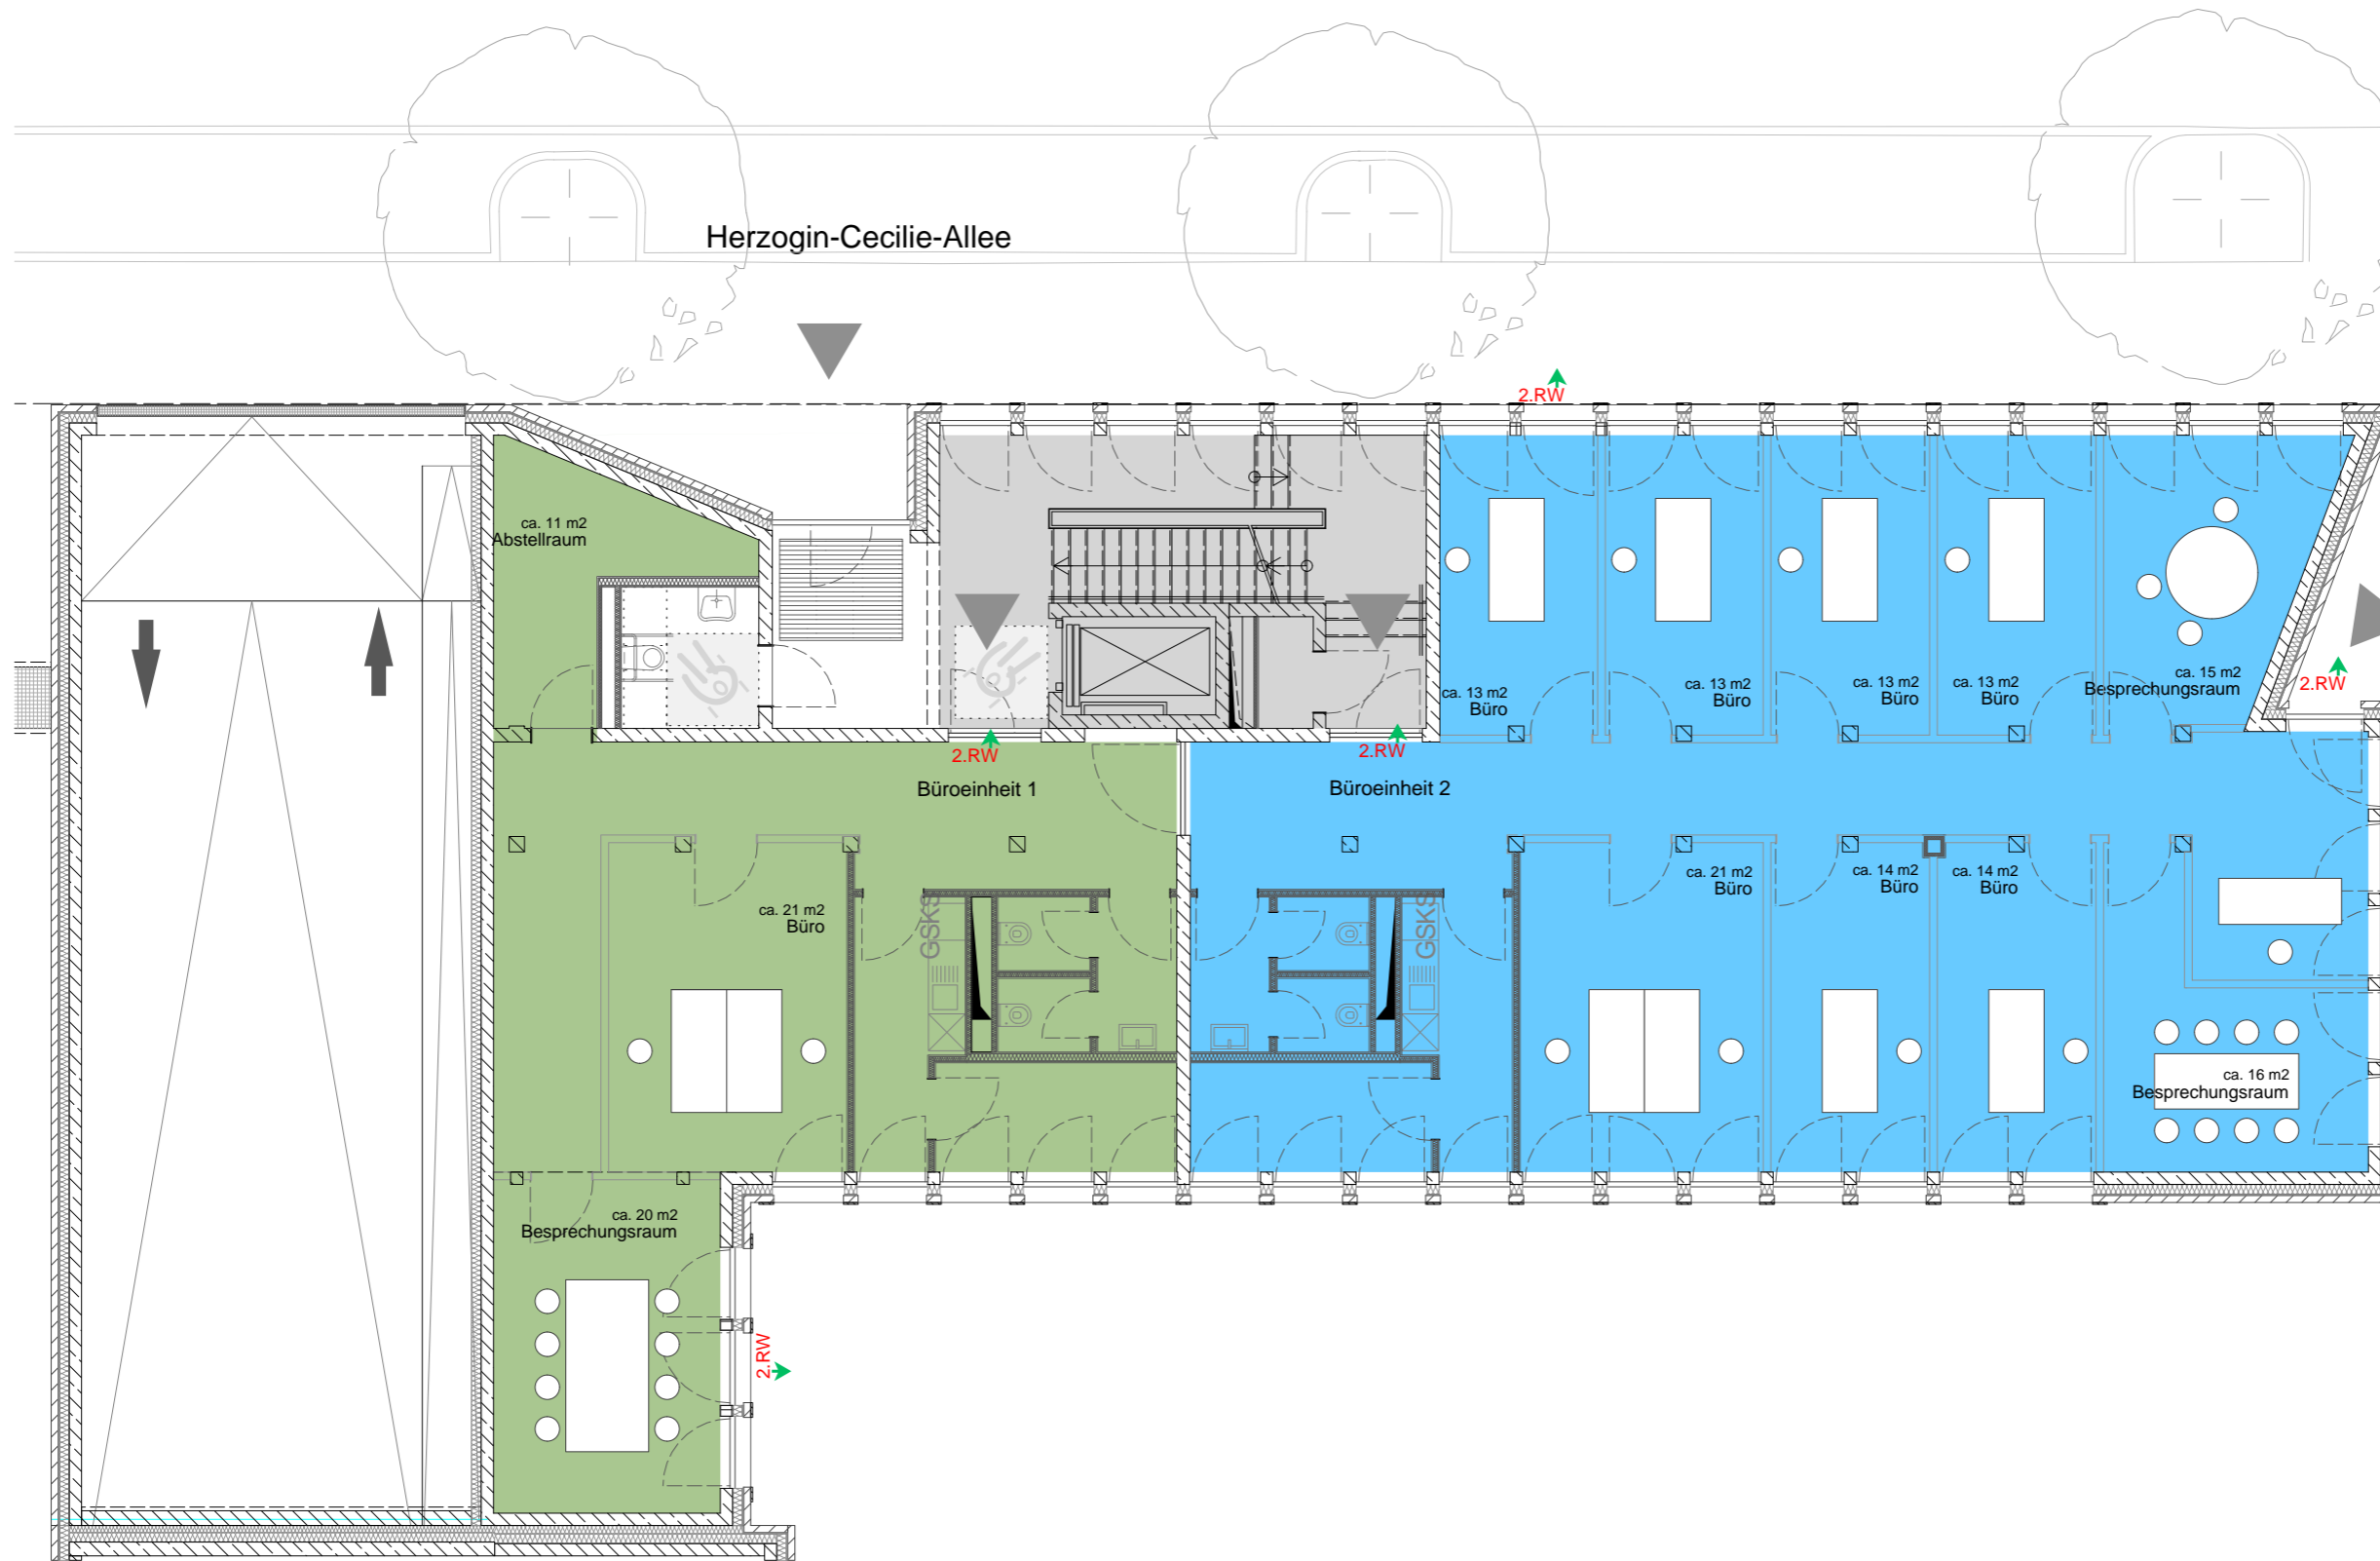 Herzogin-Cecilie-Allee
2.RW
ca. 11 m2
Abstellraum
ca. 13 m2
Büro
ca. 13 m2
Büro
ca. 13 m2
Büro
ca. 13 m2
Büro
ca. 15 m2
Besprechungsraum
2.RW
2.RW
2.RW
Büroeinheit 1
Büroeinheit 2
ca. 21 m2
Büro
GSKS
GSKS
ca. 21 m2
Büro
ca. 14 m2
Büro
ca. 14 m2
Büro
ca. 16 m2
Besprechungsraum
ca. 20 m2
Besprechungsraum
2.RW